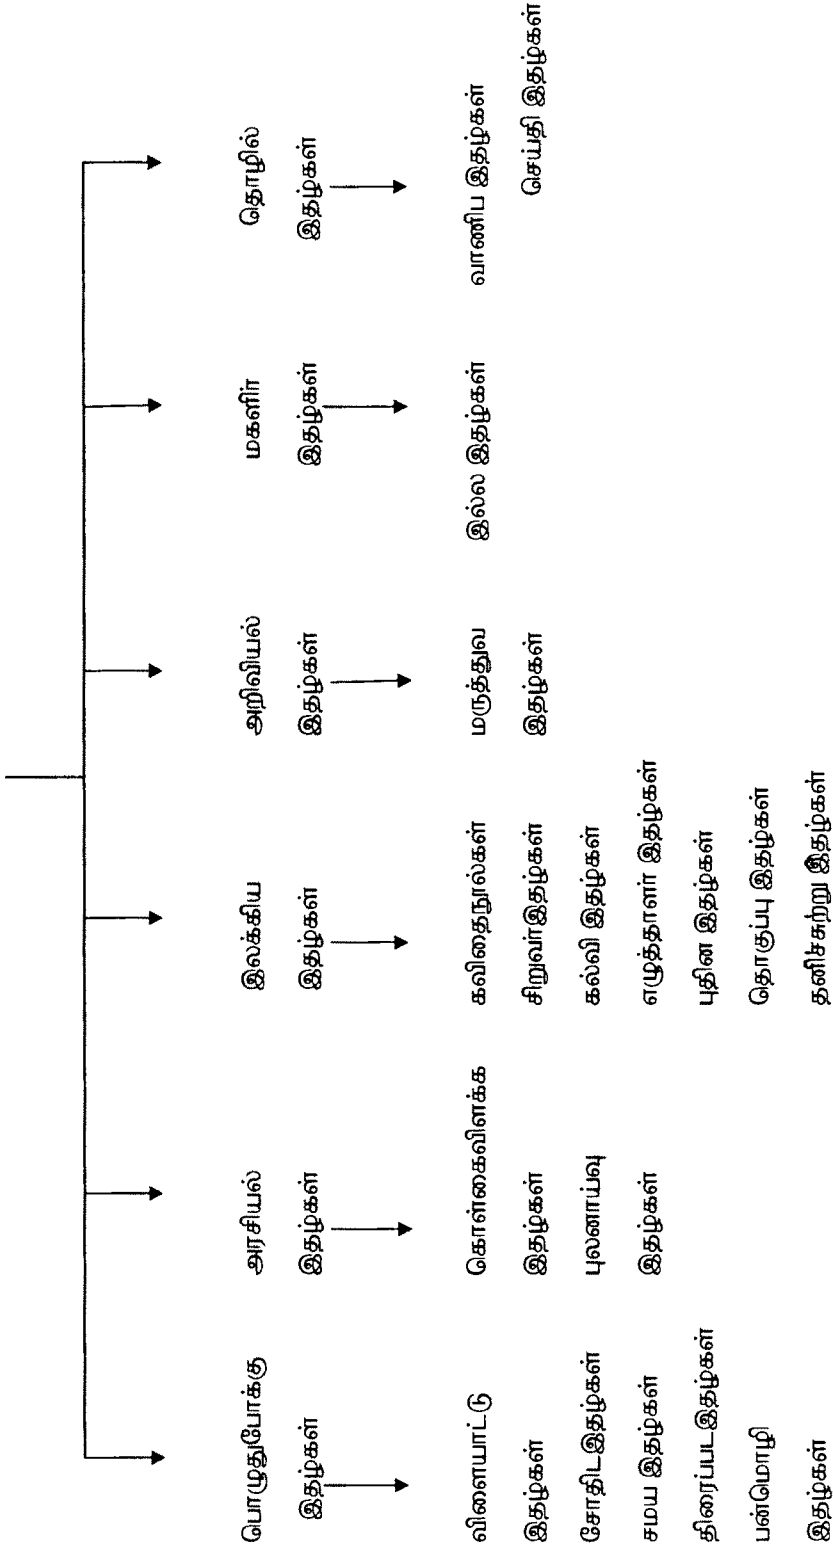 பொழுதுபோக்கு
இதழ்கள்
விளையாட்டு
இதழ்கள்
சோதிடஇதழ்கள்
சமய இதழ்கள்
திரைப்படஇதழ்கள்
பன்மொழி
இதழ்கள்
அரசியல்
இதழ்கள்
கொள்கைவிளக்க
இதழ்கள்
புலனாய்வு
இதழ்கள்
இலக்கிய
இதழ்கள்
கவிதைநூல்கள்
சிறுவர்இதழ்கள்
கல்வி இதழ்கள்
எழுத்தாளர் இதழ்கள்
புதின இதழ்கள்
தொகுப்பு இதழ்கள்
தனிச்சுற்று இதழ்கள்
அறிவியல்
இதழ்கள்
மருத்துவ
இதழ்கள்
மகளிர்
இதழ்கள்
இல்ல இதழ்கள்
தொழில்
இதழ்கள்
வாணிப இதழ்கள்
செய்தி இதழ்கள்